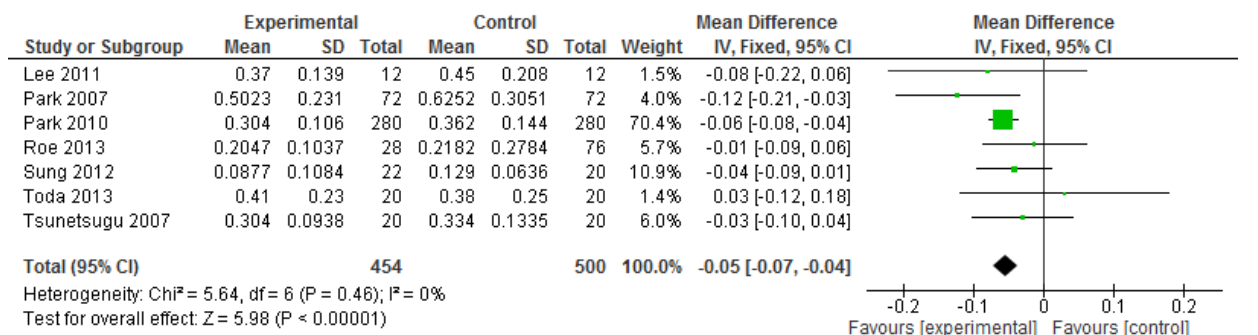 Experimental Control Mean Difference Mean Difference
Study or Subgroup Mean SD Total Mean SD Total Weight IV, Fixed, 95% CI IV, Fixed, 95% CI
Lee 2011 0.37 0.139 12 0.45 0.208 12 1.5% -0.08 [-0.22, 0.06]
Park 2007 0.5023 0.231 72 0.6252 0.3051 72 4.0% -0.12 [-0.21, -0.03]
Park 2010 0.304 0.106 280 0.362 0.144 280 70.4% -0.06 [-0.08, -0.04]
Roe 2013 0.2047 0.1037 28 0.2182 0.2784 76 5.7% -0.01 [-0.09, 0.06]
Sung 2012 0.0877 0.1084 22 0.129 0.0636 20 10.9% -0.04 [-0.09, 0.01]
Toda 2013 0.41 0.23 20 0.38 0.25 20 1.4% 0.03 [-0.12, 0.18]
Tsunetsugu 2007 0.304 0.0938 20 0.334 0.1335 20 6.0% -0.03 [-0.10, 0.04]
Total (95% CI) 454 500 100.0% -0.05 [-0.07, -0.04]
Heterogeneity: Chi² = 5.64, df = 6 (P = 0.46); I² = 0%
Test for overall effect: Z = 5.98 (P < 0.00001)
-0.2 -0.1 0 0.1 0.2
Favours [experimental] Favours [control]